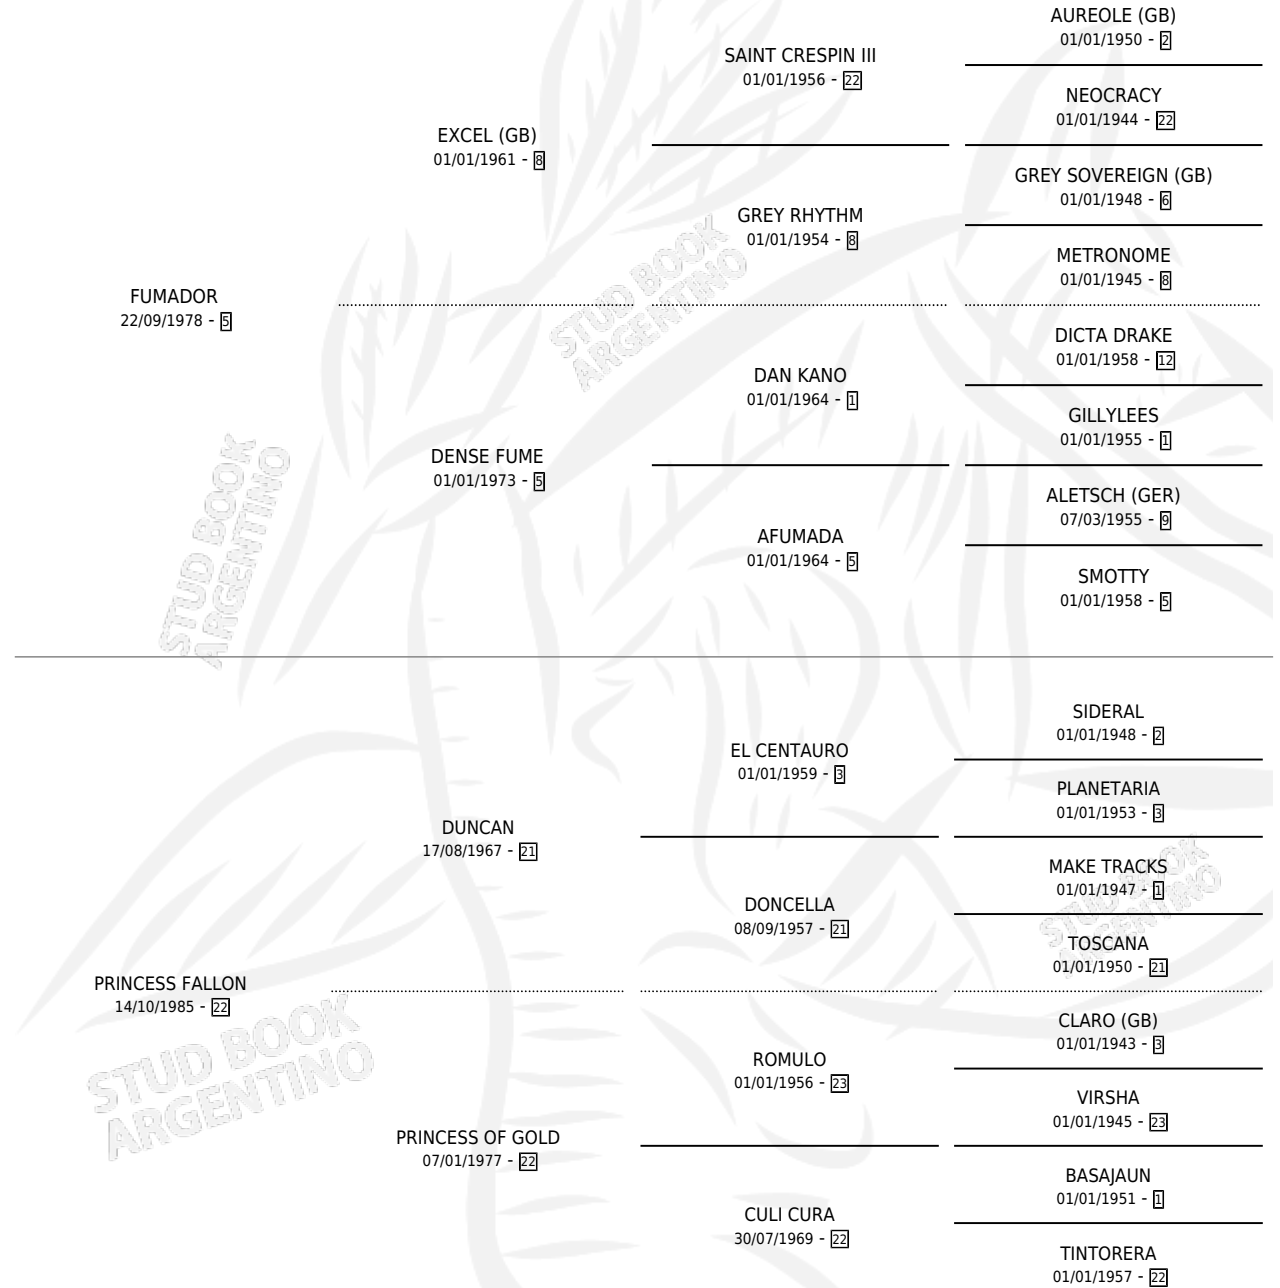 AUREOLE (GB)
01/01/1950 - 2
SAINT CRESPIN III
01/01/1956 - 22
NEOCRACY
01/01/1944 - 22
EXCEL (GB)
01/01/1961 - 8
GREY SOVEREIGN (GB)
01/01/1948 - 6
GREY RHYTHM
01/01/1954 - 8
METRONOME
01/01/1945 - 8
FUMADOR
22/09/1978 - 5
DICTA DRAKE
01/01/1958 - 12
DAN KANO
01/01/1964 - 1
GILLYLEES
01/01/1955 - 1
DENSE FUME
01/01/1973 - 5
ALETSCH (GER)
07/03/1955 - 9
AFUMADA
01/01/1964 - 5
SMOTTY
01/01/1958 - 5
SIDERAL
01/01/1948 - 2
EL CENTAURO
01/01/1959 - 3
PLANETARIA
01/01/1953 - 3
DUNCAN
17/08/1967 - 21
MAKE TRACKS
01/01/1947 - 1
DONCELLA
08/09/1957 - 21
TOSCANA
01/01/1950 - 21
PRINCESS FALLON
14/10/1985 - 22
CLARO (GB)
01/01/1943 - 3
ROMULO
01/01/1956 - 23
VIRSHA
01/01/1945 - 23
PRINCESS OF GOLD
07/01/1977 - 22
BASAJAUN
01/01/1951 - 1
CULI CURA
30/07/1969 - 22
TINTORERA
01/01/1957 - 22
STUD BOOK
ARGENTINO
STUD BOOK
ARGENTINO
STUD BOOK
ARGENTINO
STUD BOOK
ARGENTINO